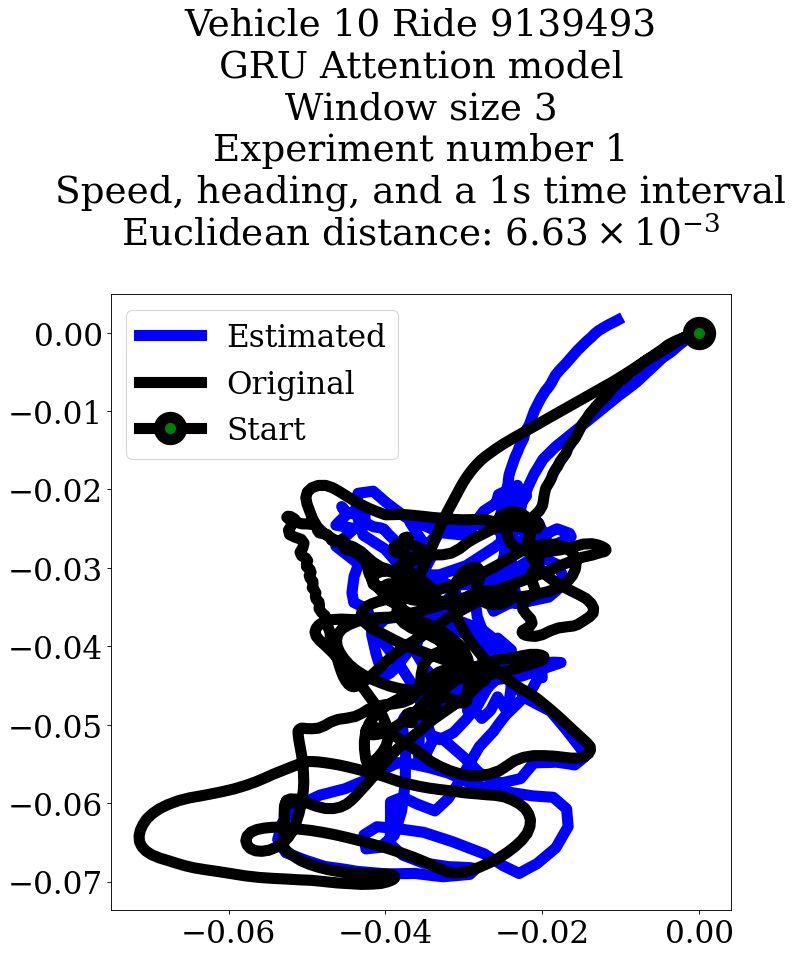 Vehicle 10 Ride 9139493
GRU Attention model
Window size 3
Experiment number 1
Speed, heading, and a 1s time interval
Euclidean distance: 6.63 × 10⁻³
Estimated
Original
Start
0.00
−0.01
−0.02
−0.03
−0.04
−0.05
−0.06
−0.07
−0.06 −0.04 −0.02 0.00